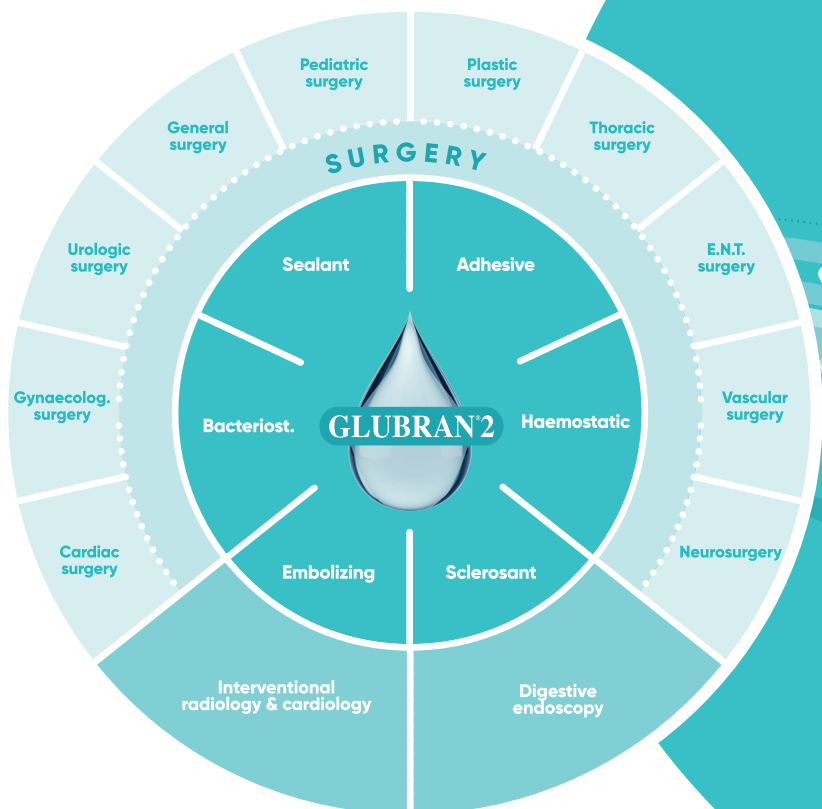 Pediatric
surgery
Plastic
surgery
General
surgery
Thoracic
surgery
SURGERY
Urologic
surgery
E.N.T.
surgery
Sealant
Adhesive
Gynaecolog.
surgery
Bacteriost.
GLUBRAN®2
Haemostatic
Vascular
surgery
Cardiac
surgery
Embolizing
Sclerosant
Neurosurgery
Interventional
radiology & cardiology
Digestive
endoscopy